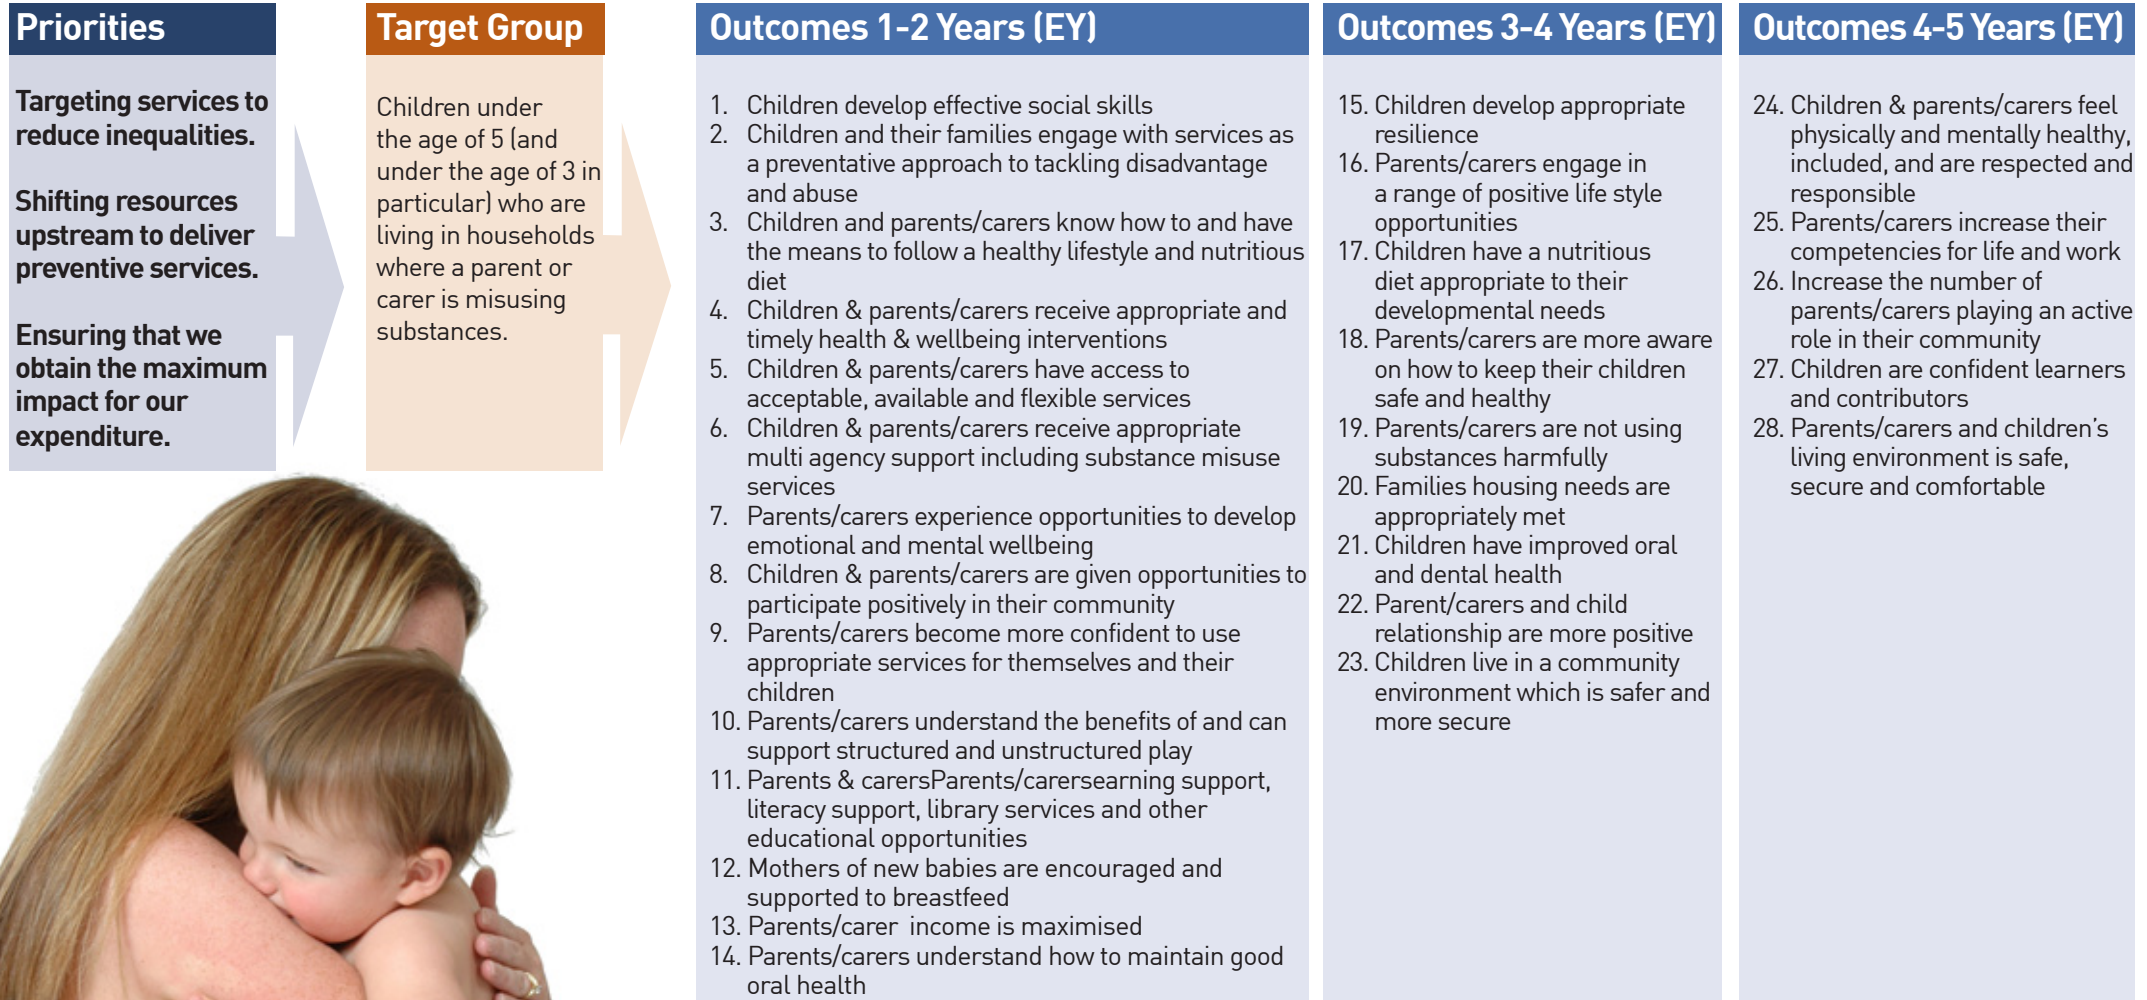 Priorities
Targeting services to
reduce inequalities.
Shifting resources
upstream to deliver
preventive services.
Ensuring that we
obtain the maximum
impact for our
expenditure.
Target Group
Children under
the age of 5 (and
under the age of 3 in
particular) who are
living in households
where a parent or
carer is misusing
substances.
Outcomes 1-2 Years (EY)
1. Children develop effective social skills
2. Children and their families engage with services as
a preventative approach to tackling disadvantage
and abuse
3. Children and parents/carers know how to and have
the means to follow a healthy lifestyle and nutritious
diet
4. Children & parents/carers receive appropriate and
timely health & wellbeing interventions
5. Children & parents/carers have access to
acceptable, available and flexible services
6. Children & parents/carers receive appropriate
multi agency support including substance misuse
services
7. Parents/carers experience opportunities to develop
emotional and mental wellbeing
8. Children & parents/carers are given opportunities to
participate positively in their community
9. Parents/carers become more confident to use
appropriate services for themselves and their
children
10. Parents/carers understand the benefits of and can
support structured and unstructured play
11. Parents & carersParents/carersearning support,
literacy support, library services and other
educational opportunities
12. Mothers of new babies are encouraged and
supported to breastfeed
13. Parents/carer income is maximised
14. Parents/carers understand how to maintain good
oral health
Outcomes 3-4 Years (EY)
15. Children develop appropriate
resilience
16. Parents/carers engage in
a range of positive life style
opportunities
17. Children have a nutritious
diet appropriate to their
developmental needs
18. Parents/carers are more aware
on how to keep their children
safe and healthy
19. Parents/carers are not using
substances harmfully
20. Families housing needs are
appropriately met
21. Children have improved oral
and dental health
22. Parent/carers and child
relationship are more positive
23. Children live in a community
environment which is safer and
more secure
Outcomes 4-5 Years (EY)
24. Children & parents/carers feel
physically and mentally healthy,
included, and are respected and
responsible
25. Parents/carers increase their
competencies for life and work
26. Increase the number of
parents/carers playing an active
role in their community
27. Children are confident learners
and contributors
28. Parents/carers and children's
living environment is safe,
secure and comfortable